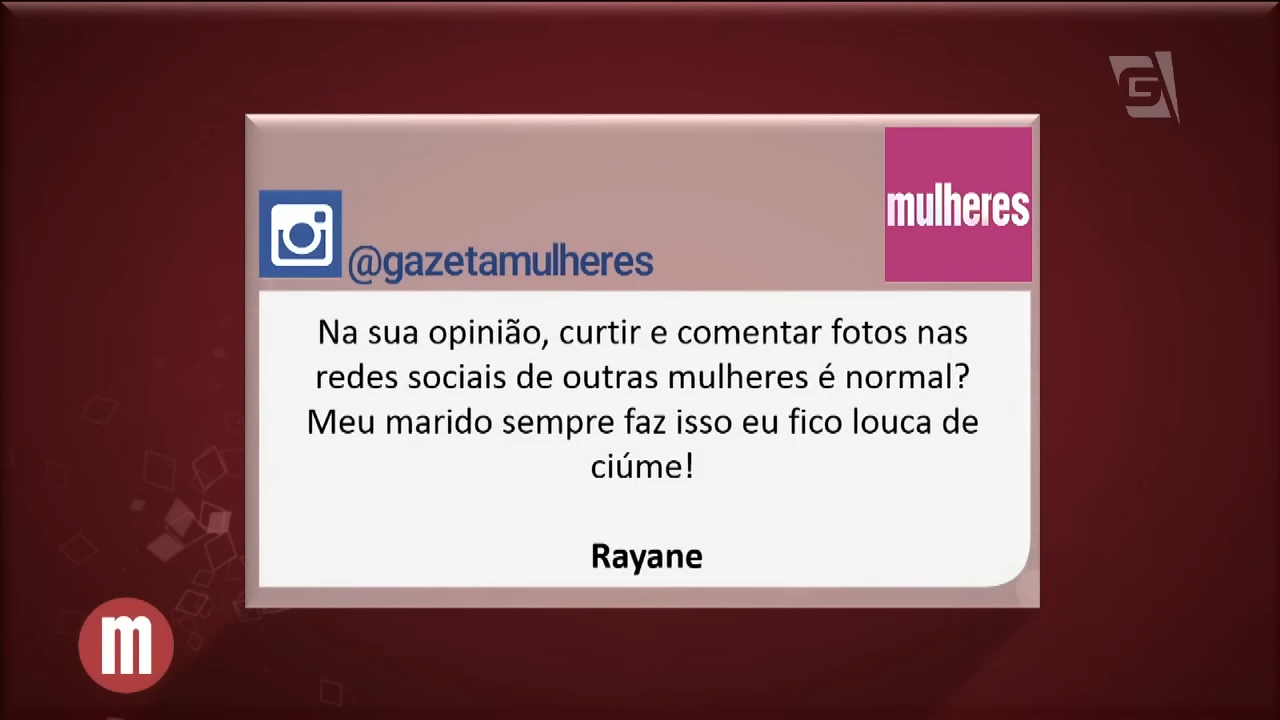 mulheres
@gazetamulheres
Na sua opinião, curtir e comentar fotos nas
redes sociais de outras mulheres é normal?
Meu marido sempre faz isso eu fico louca de
ciúme!
Rayane
m
G